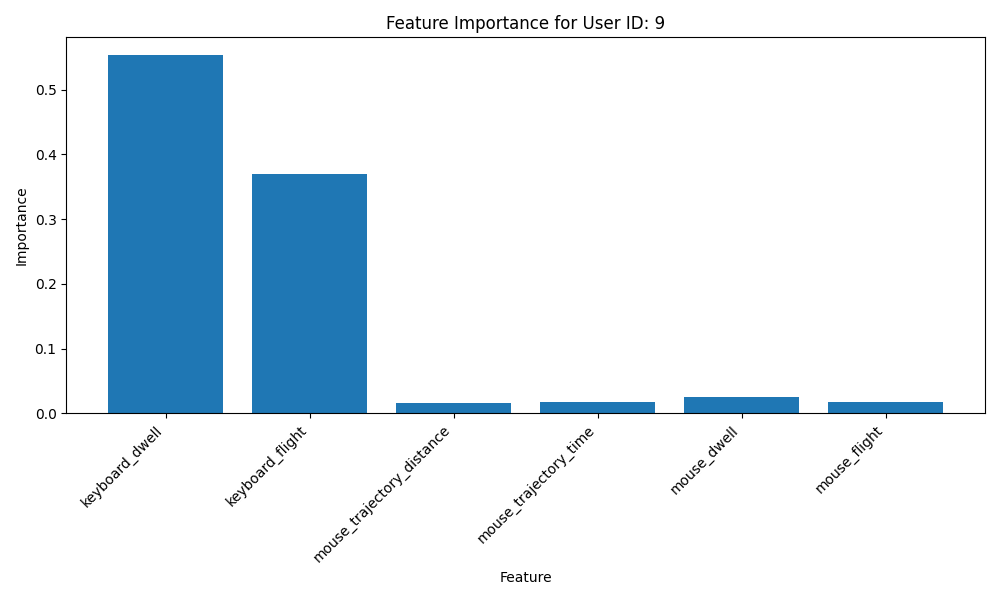 Feature Importance for User ID: 9
Importance
0.5
0.4
0.3
0.2
0.1
0.0
keyboard_dwell
keyboard_flight
mouse_trajectory_distance
mouse_trajectory_time
mouse_dwell
mouse_flight
Feature